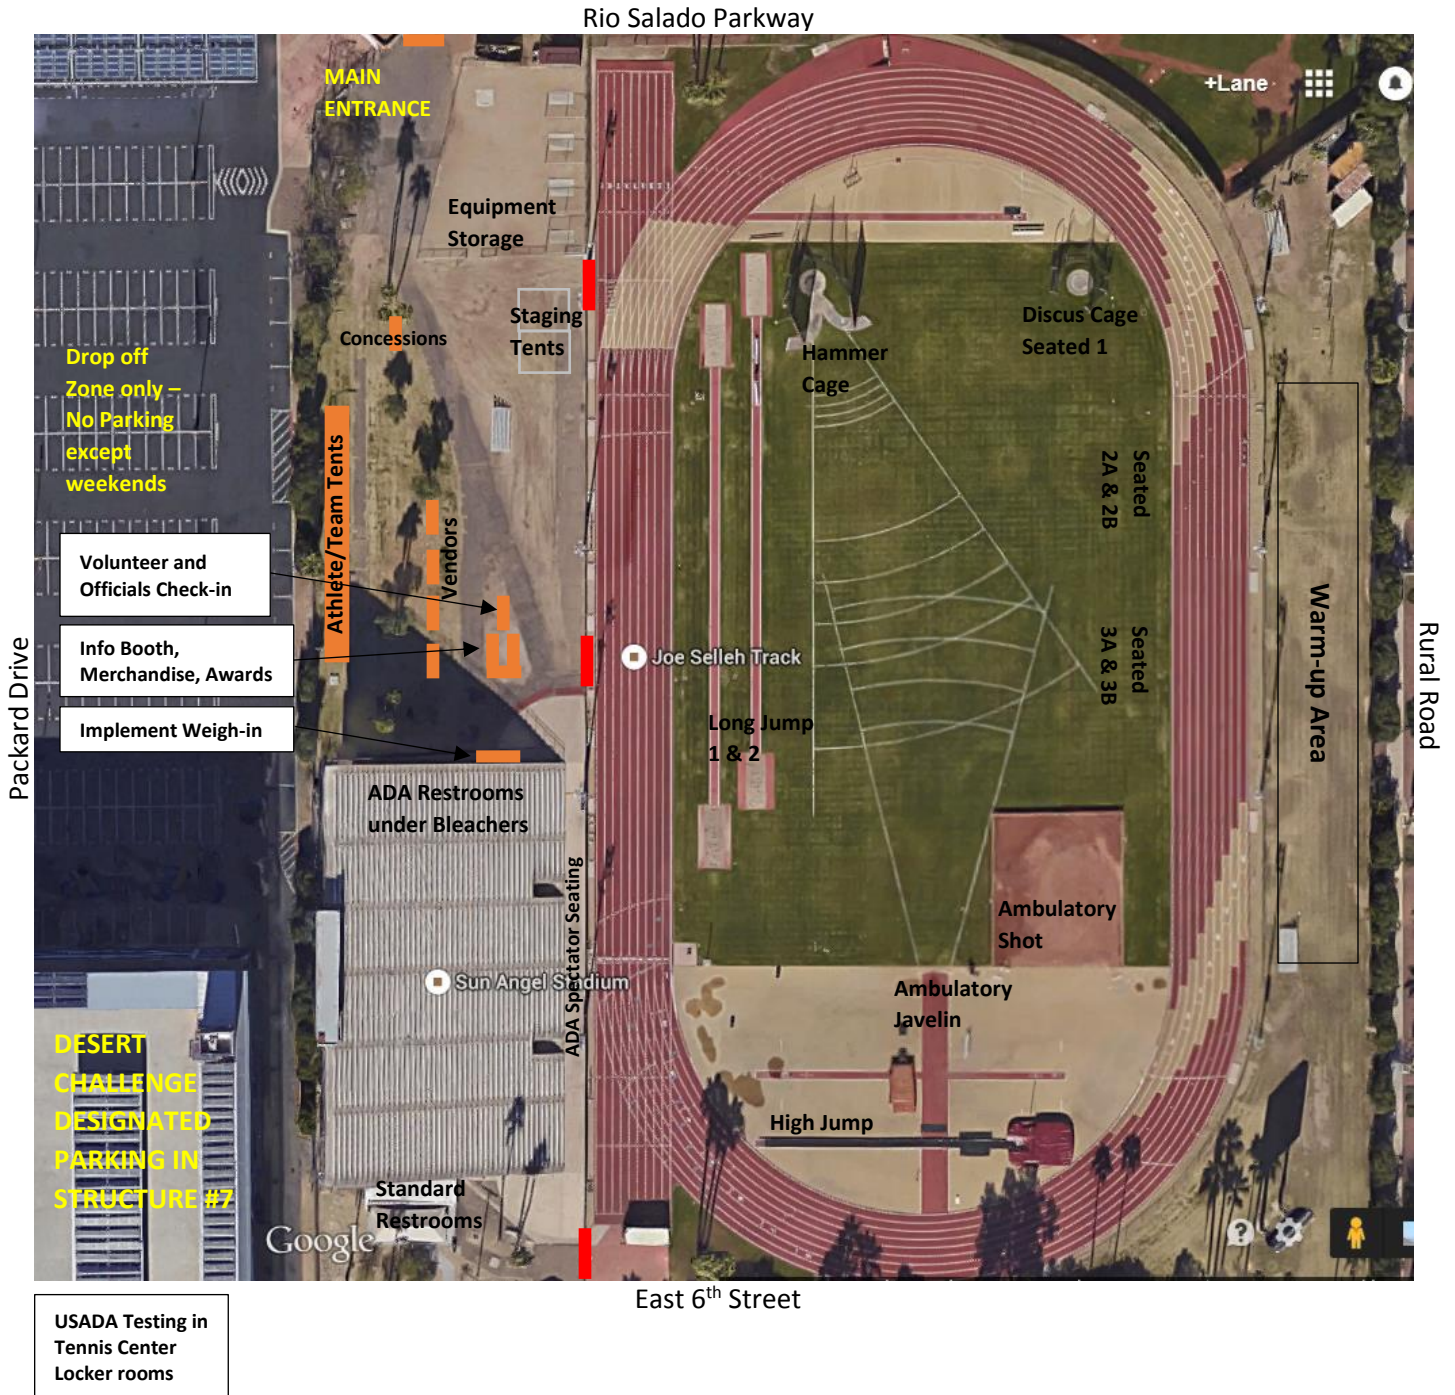 Rio Salado Parkway
MAIN
ENTRANCE
+Lane
Equipment
Storage
Staging
Tents
Concessions
Hammer
Cage
Discus Cage
Seated 1
Drop off
Zone only –
No Parking
except
weekends
Athlete/Team Tents
Vendors
Seated
2A & 2B
Seated
3A & 3B
Volunteer and
Officials Check-in
Info Booth,
Merchandise, Awards
Implement Weigh-in
Joe Selleh Track
Long Jump
1 & 2
Warm-up Area
Packard Drive
Rural Road
ADA Restrooms
under Bleachers
ADA Spectator Seating
Sun Angel Stadium
Ambulatory
Shot
Ambulatory
Javelin
High Jump
DESERT
CHALLENGE
DESIGNATED
PARKING IN
STRUCTURE #7
Standard
Restrooms
Google
?
East 6th Street
USADA Testing in
Tennis Center
Locker rooms